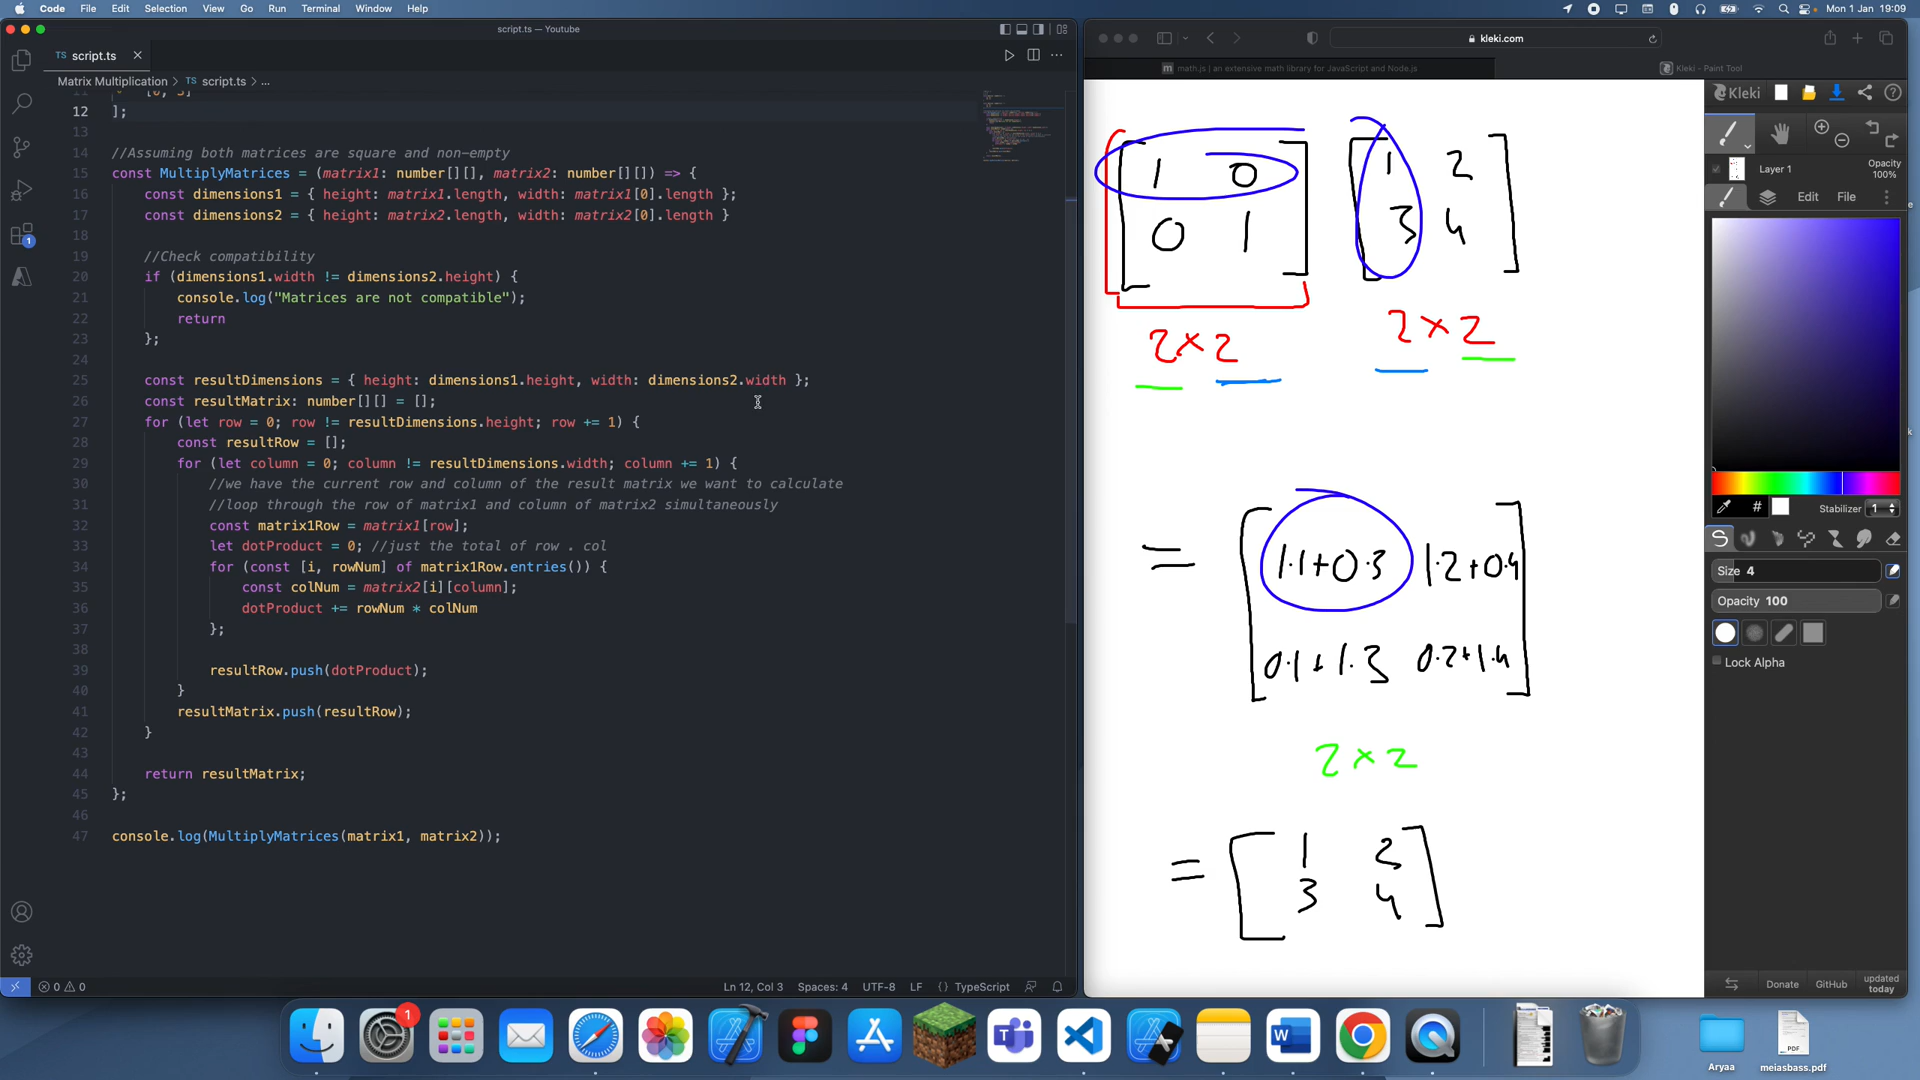 Code File Edit Selection View Go Run Terminal Window Help
Mon 1 Jan 19:09
script.ts — Youtube
TS script.ts
Matrix Multiplication > TS script.ts > ...
12 ];
13
14 //Assuming both matrices are square and non-empty
15 const MultiplyMatrices = (matrix1: number[][], matrix2: number[][]) => {
16 const dimensions1 = { height: matrix1.length, width: matrix1[0].length };
17 const dimensions2 = { height: matrix2.length, width: matrix2[0].length }
18
19 //Check compatibility
20 if (dimensions1.width != dimensions2.height) {
21 console.log("Matrices are not compatible");
22 return
23 };
24
25 const resultDimensions = { height: dimensions1.height, width: dimensions2.width };
26 const resultMatrix: number[][] = [];
27 for (let row = 0; row != resultDimensions.height; row += 1) {
28 const resultRow = [];
29 for (let column = 0; column != resultDimensions.width; column += 1) {
30 //we have the current row and column of the result matrix we want to calculate
31 //loop through the row of matrix1 and column of matrix2 simultaneously
32 const matrix1Row = matrix1[row];
33 let dotProduct = 0; //just the total of row . col
34 for (const [i, rowNum] of matrix1Row.entries()) {
35 const colNum = matrix2[i][column];
36 dotProduct += rowNum * colNum
37 };
38
39 resultRow.push(dotProduct);
40 }
41 resultMatrix.push(resultRow);
42 }
43
44 return resultMatrix;
45 };
46
47 console.log(MultiplyMatrices(matrix1, matrix2));
1
0 0
Ln 12, Col 3 Spaces: 4 UTF-8 LF {} TypeScript
kleki.com
math.js | an extensive math library for JavaScript and Node.js
Kleki - Paint Tool
1 0 1 2
0 1 3 4
2×2 2×2
= 1·1+0·3 1·2+0·4
0·1+1·3 0·2+1·4
2×2
= 1 2
3 4
Kleki
Layer 1
Opacity
100%
Edit File
# Stabilizer 1
Size 4
Opacity 100
Lock Alpha
Donate GitHub updated today
1
Aryaa
PDF
meiasbass.pdf